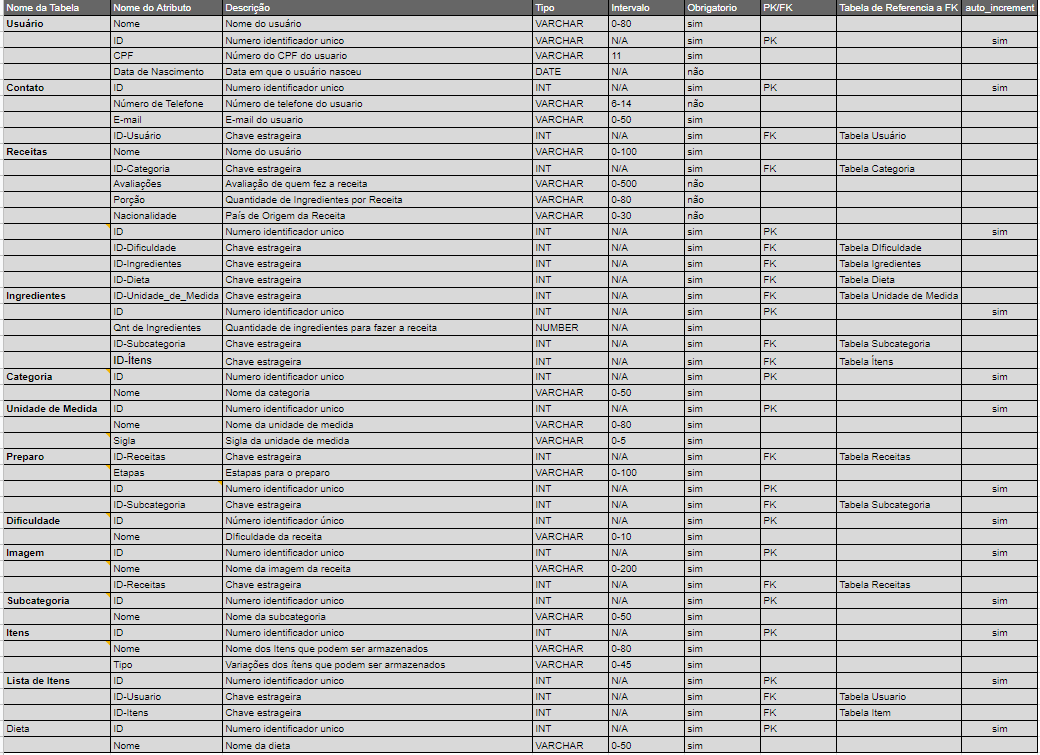 Nome da Tabela Nome do Atributo Descrição Tipo Intervalo Obrigatorio PK/FK Tabela de Referencia a FK auto_increment
Usuário Nome Nome do usuário VARCHAR 0-80 sim
ID Numero identificador unico VARCHAR N/A sim PK sim
CPF Número do CPF do usuario VARCHAR 11 sim
Data de Nascimento Data em que o usuário nasceu DATE N/A não
Contato ID Numero identificador unico INT N/A sim PK sim
Número de Telefone Número de telefone do usuario VARCHAR 6-14 não
E-mail E-mail do usuario VARCHAR 0-50 sim
ID-Usuário Chave estrageira INT N/A sim FK Tabela Usuário
Receitas Nome Nome do usuário VARCHAR 0-100 sim
ID-Categoria Chave estrageira INT N/A sim FK Tabela Categoria
Avaliações Avaliação de quem fez a receita VARCHAR 0-500 não
Porção Quantidade de Ingredientes por Receita VARCHAR 0-80 não
Nacionalidade País de Origem da Receita VARCHAR 0-30 não
ID Numero identificador unico INT N/A sim PK sim
ID-Dificuldade Chave estrageira INT N/A sim FK Tabela DIficuldade
ID-Ingredientes Chave estrageira INT N/A sim FK Tabela Igredientes
ID-Dieta Chave estrageira INT N/A sim FK Tabela Dieta
Ingredientes ID-Unidade_de_Medida Chave estrageira INT N/A sim FK Tabela Unidade de Medida
ID Numero identificador unico INT N/A sim PK sim
Qnt de Ingredientes Quantidade de ingredientes para fazer a receita NUMBER N/A sim
ID-Subcategoria Chave estrageira INT N/A sim FK Tabela Subcategoria
ID-Ítens Chave estrageira INT N/A sim FK Tabela Ítens
Categoria ID Numero identificador unico INT N/A sim PK sim
Nome Nome da categoria VARCHAR 0-50 sim
Unidade de Medida ID Numero identificador unico INT N/A sim PK sim
Nome Nome da unidade de medida VARCHAR 0-80 sim
Sigla Sigla da unidade de medida VARCHAR 0-5 sim
Preparo ID-Receitas Chave estrageira INT N/A sim FK Tabela Receitas
Etapas Estapas para o preparo VARCHAR 0-100 sim
ID Numero identificador unico INT N/A sim PK sim
ID-Subcategoria Chave estrageira INT N/A sim FK Tabela Subcategoria
Dificuldade ID Número identificador único INT N/A sim PK sim
Nome DIficuldade da receita VARCHAR 0-10 sim
Imagem ID Numero identificador unico INT N/A sim PK sim
Nome Nome da imagem da receita VARCHAR 0-200 sim
ID-Receitas Chave estrageira INT N/A sim FK Tabela Receitas
Subcategoria ID Numero identificador unico INT N/A sim PK sim
Nome Nome da subcategoria VARCHAR 0-50 sim
Itens ID Numero identificador unico INT N/A sim PK sim
Nome Nome dos Itens que podem ser armazenados VARCHAR 0-80 sim
Tipo Variações dos ítens que podem ser armazenados VARCHAR 0-45 sim
Lista de Itens ID Numero identificador unico INT N/A sim PK sim
ID-Usuario Chave estrageira INT N/A sim FK Tabela Usuario
ID-Itens Chave estrageira INT N/A sim FK Tabela Item
Dieta ID Numero identificador unico INT N/A sim PK sim
Nome Nome da dieta VARCHAR 0-50 sim